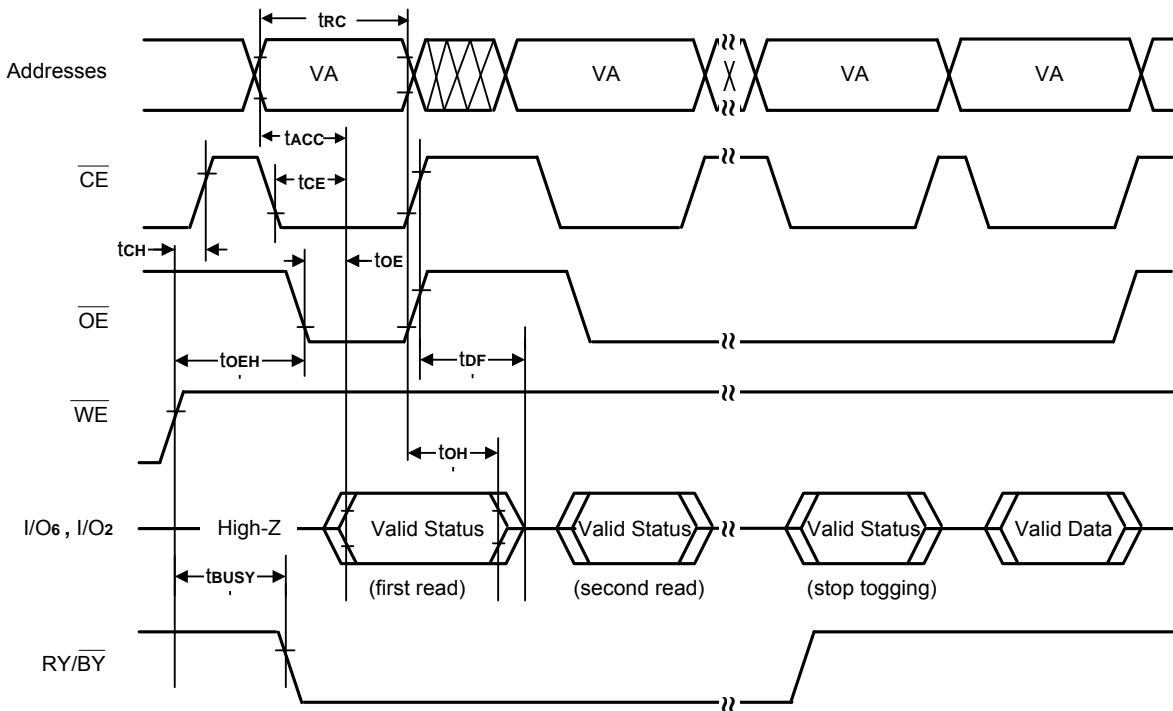 tRC
Addresses VA VA VA VA
tACC
CE tCE
tCH tOE
OE
tOEH tDF
WE
tOH
I/O6 , I/O2 High-Z Valid Status Valid Status Valid Status Valid Data
tBUSY (first read) (second read) (stop togging)
RY/BY